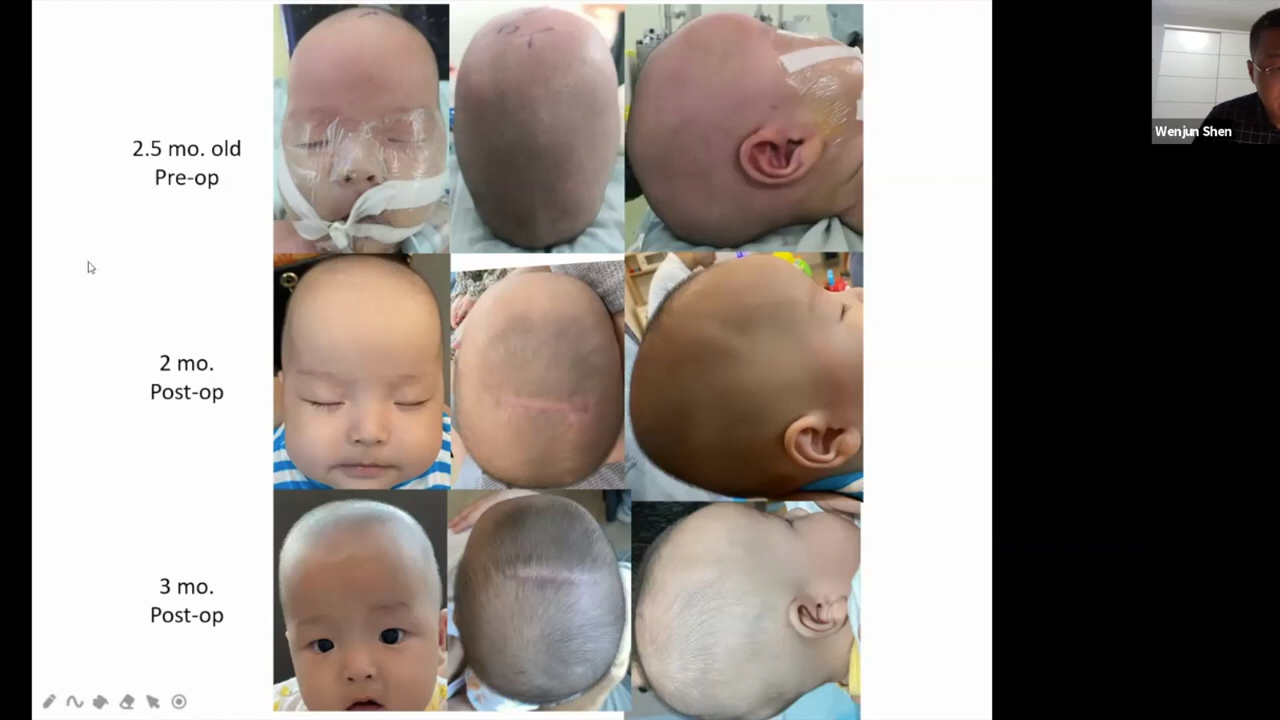 2.5 mo. old
Pre-op
Wenjun Shen
2 mo.
Post-op
3 mo.
Post-op